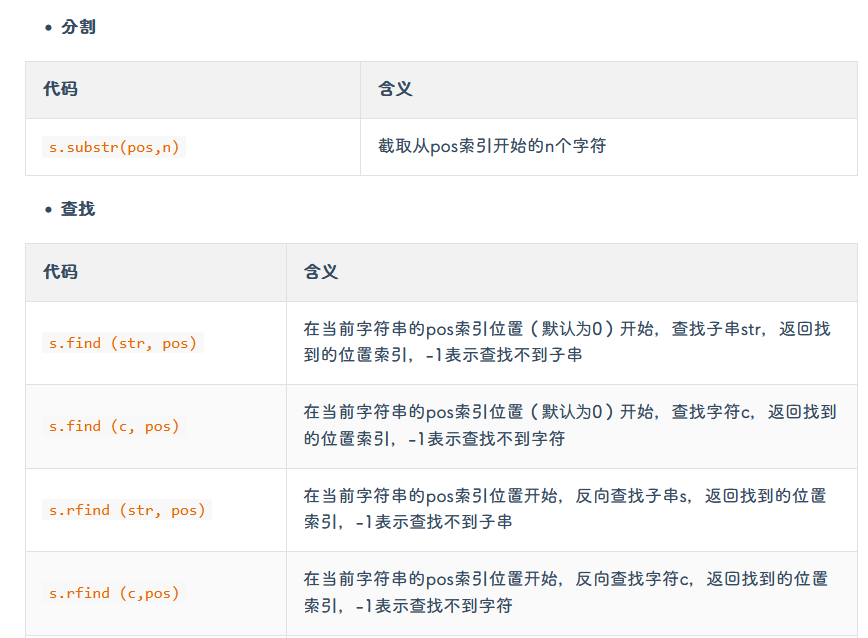 • 分割
代码 含义
s.substr(pos,n) 截取从pos索引开始的n个字符
• 查找
代码 含义
s.find (str, pos) 在当前字符串的pos索引位置（默认为0）开始，查找子串str，返回找
到的位置索引，-1表示查找不到子串
s.find (c, pos) 在当前字符串的pos索引位置（默认为0）开始，查找字符c，返回找到
的位置索引，-1表示查找不到字符
s.rfind (str, pos) 在当前字符串的pos索引位置开始，反向查找子串s，返回找到的位置
索引，-1表示查找不到子串
s.rfind (c,pos) 在当前字符串的pos索引位置开始，反向查找字符c，返回找到的位置
索引，-1表示查找不到字符